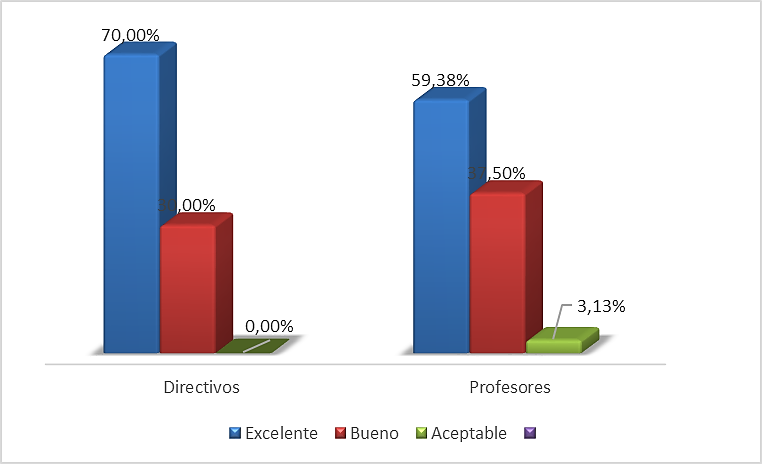 70,00%
59,38%
3,13%
0,00%
Directivos Profesores
Excelente Bueno Aceptable